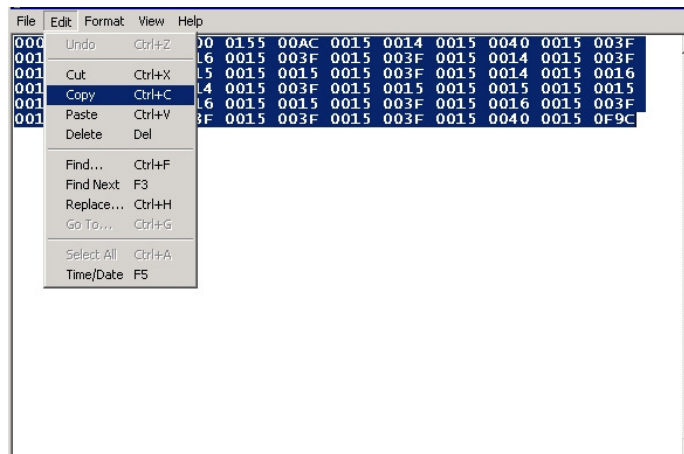 File Edit Format View Help
0155 00AC 0015 0014 0015 0040 0015 003F
0015 003F 0015 003F 0015 0014 0015 003F
0015 003F 0015 003F 0015 0014 0015 0016
0015 003F 0015 0015 0015 0015 0015 0015
0015 0015 0015 003F 0015 0016 0015 003F
0015 003F 0015 003F 0015 0040 0015 0F9C
Undo Ctrl+Z
Cut Ctrl+X
Copy Ctrl+C
Paste Ctrl+V
Delete Del
Find... Ctrl+F
Find Next F3
Replace... Ctrl+H
Go To... Ctrl+G
Select All Ctrl+A
Time/Date F5